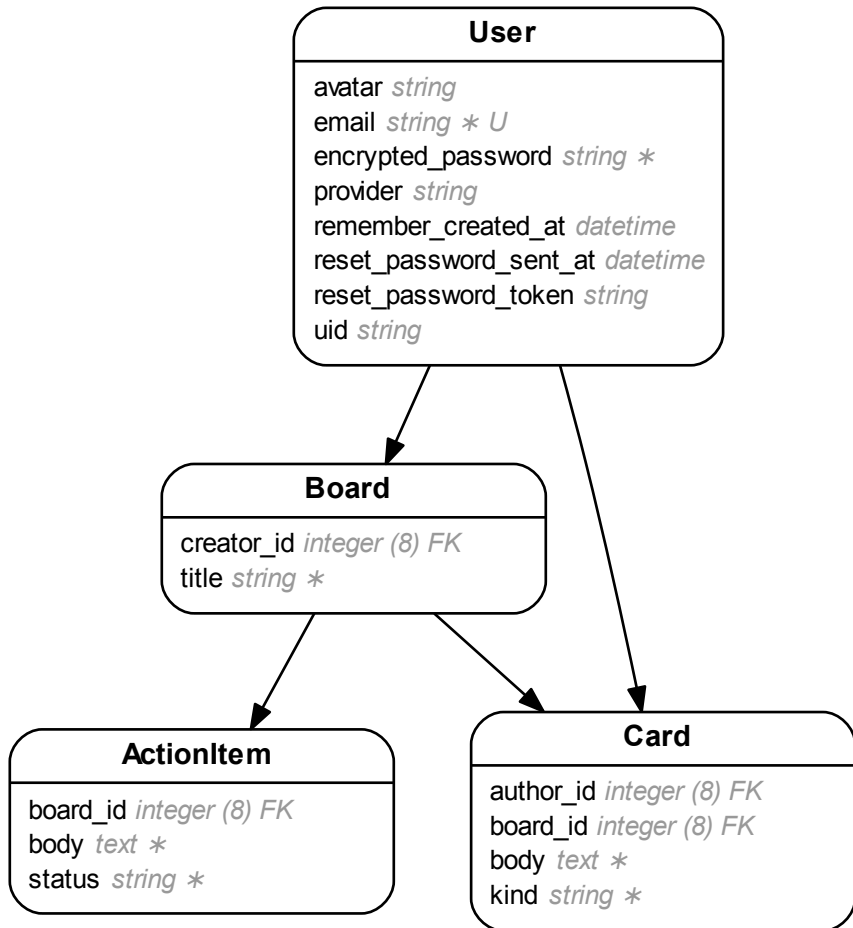 User
avatar string
email string ∗ U
encrypted_password string ∗
provider string
remember_created_at datetime
reset_password_sent_at datetime
reset_password_token string
uid string
Board
creator_id integer (8) FK
title string ∗
ActionItem
board_id integer (8) FK
body text ∗
status string ∗
Card
author_id integer (8) FK
board_id integer (8) FK
body text ∗
kind string ∗